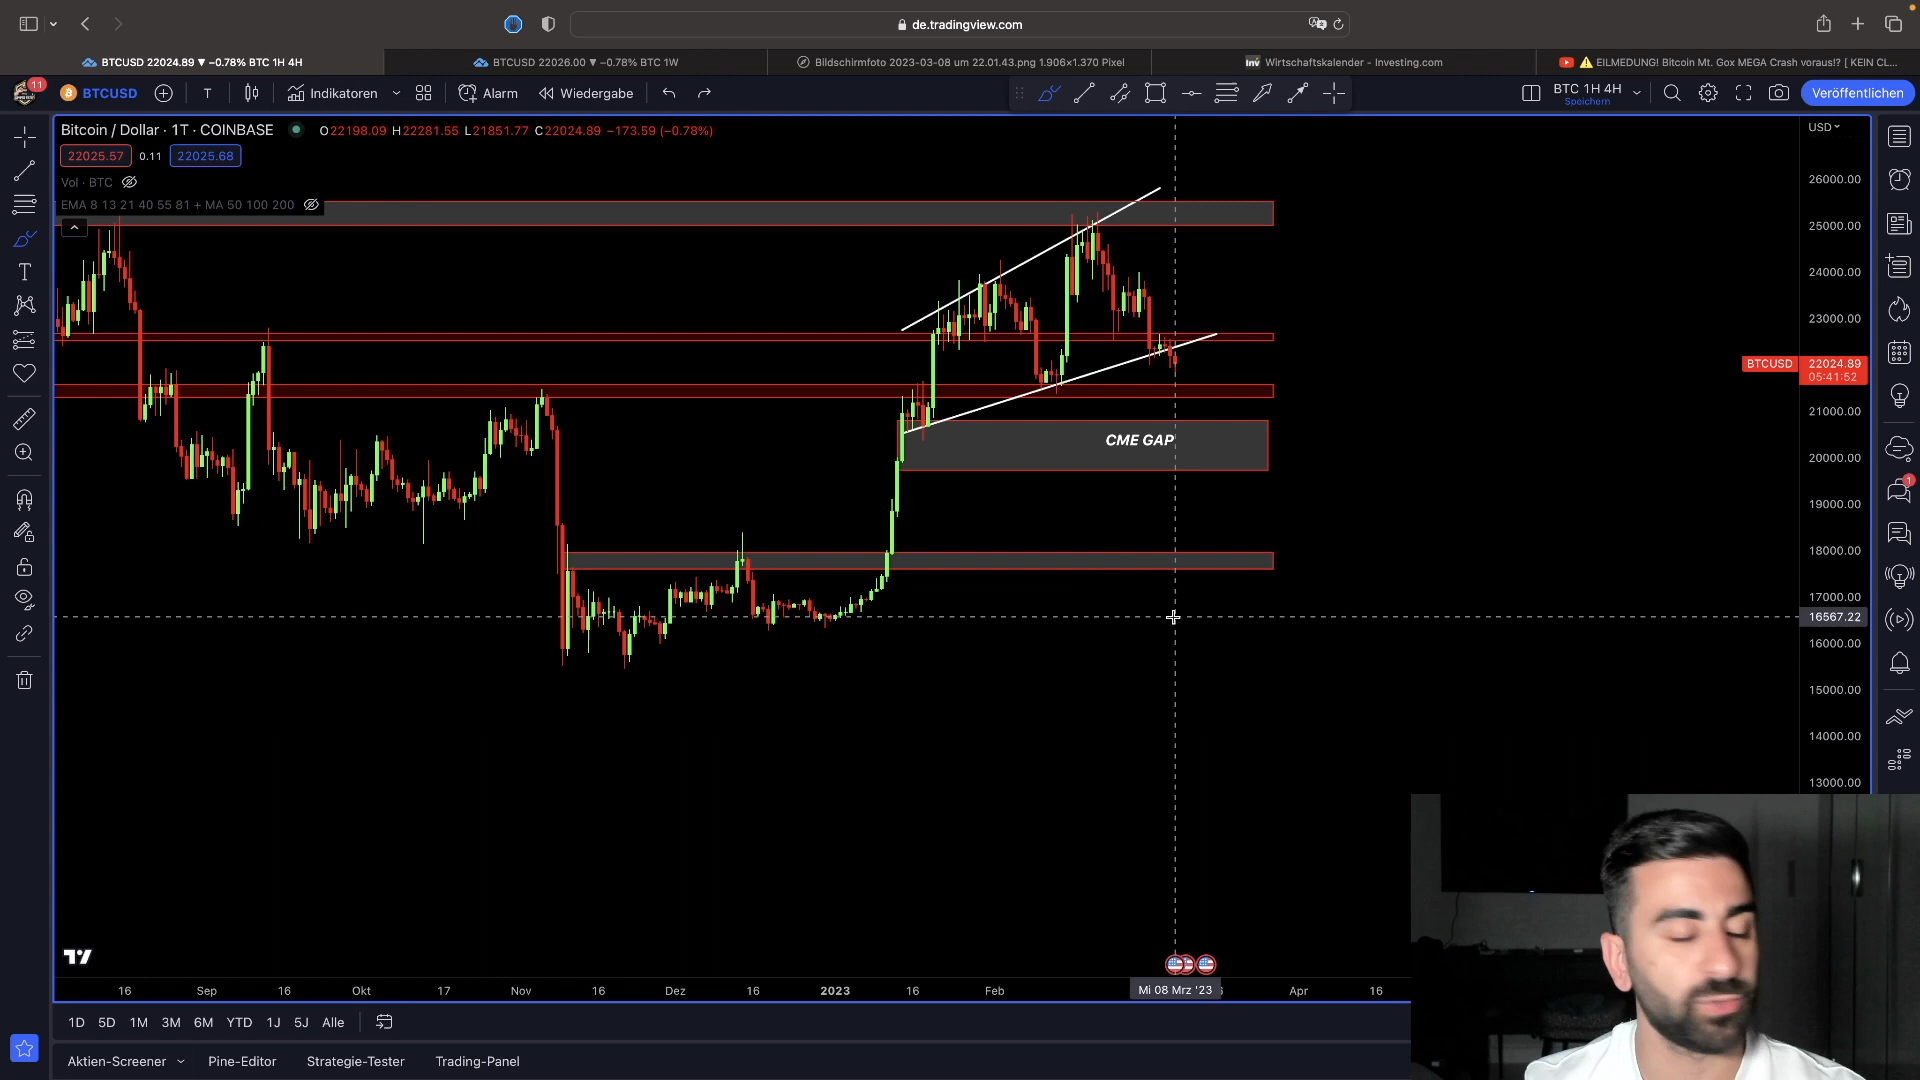 de.tradingview.com
BTCUSD 22024.89 ▼ −0.78% BTC 1H 4H
BTCUSD 22026.00 ▼ −0.78% BTC 1W
Bildschirmfoto 2023-03-08 um 22.01.43.png 1.906×1.370 Pixel
Inv Wirtschaftskalender - Investing.com
EILMEDUNG! Bitcoin Mt. Gox MEGA Crash voraus!? [ KEIN CL...
11
BTCUSD
T
Indikatoren
Alarm
Wiedergabe
BTC 1H 4H
Speichern
Veröffentlichen
Bitcoin / Dollar · 1T · COINBASE
O22198.09 H22281.55 L21851.77 C22024.89 −173.59 (−0.78%)
USD
22025.57 0.11 22025.68
Vol · BTC
EMA 8 13 21 40 55 81 + MA 50 100 200
26000.00
25000.00
24000.00
23000.00
BTCUSD 22024.89
05:41:52
21000.00
CME GAP
20000.00
19000.00
18000.00
17000.00
16567.22
16000.00
15000.00
14000.00
13000.00
1
16 Sep 16 Okt 17 Nov 16 Dez 16 2023 16 Feb Mi 08 Mrz '23 Apr 16
1D 5D 1M 3M 6M YTD 1J 5J Alle
Aktien-Screener Pine-Editor Strategie-Tester Trading-Panel